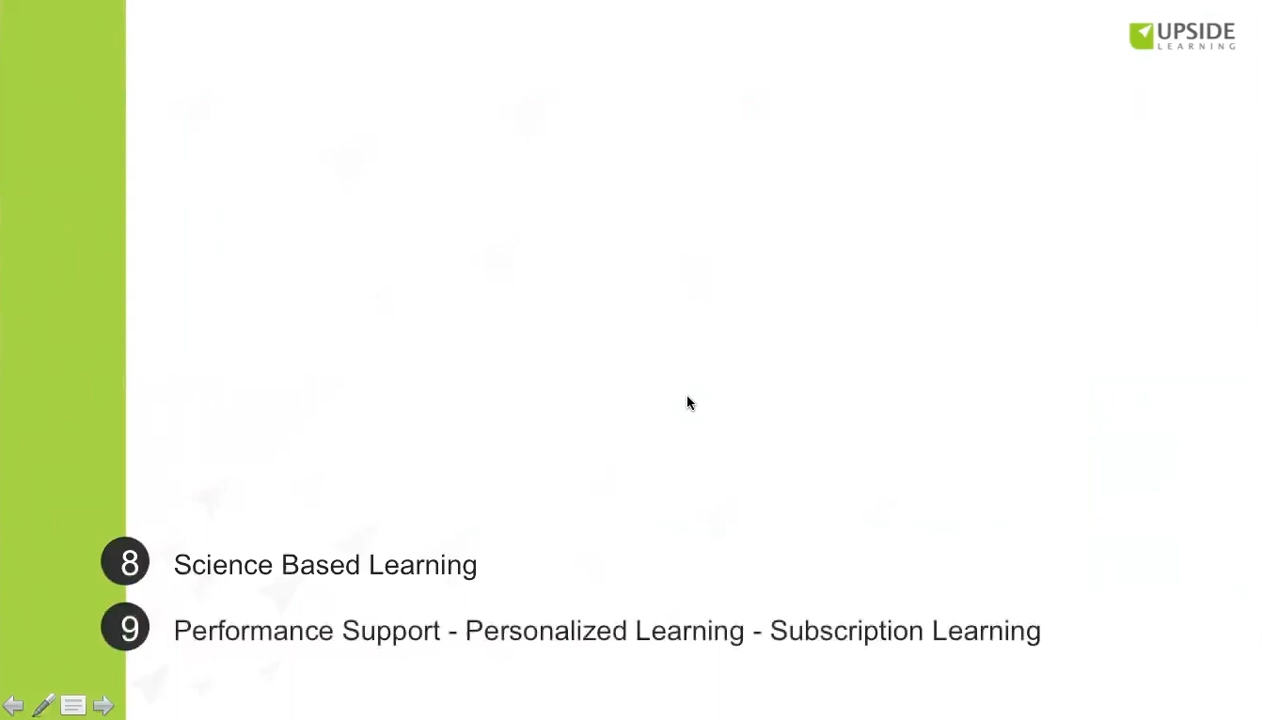 UPSIDE
LEARNING
8 Science Based Learning
9 Performance Support - Personalized Learning - Subscription Learning